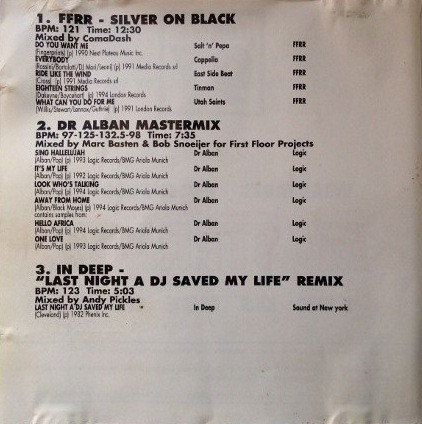 1. FFRR - SILVER ON BLACK
BPM: 121 Time: 12:30
Mixed by ComaDash
DO YOU WANT ME Salt 'n' Pepa FFRR
(Fingerprints) (p) 1990 Next Plateau Music Inc.
EVERYBODY Cappella FFRR
(Rossini/Bortolotti/DJ Mori/Leoni) (p) 1991 Media Records srl
RIDE LIKE THE WIND East Side Beat FFRR
(Cross) (p) 1991 Media Records srl
EIGHTEEN STRINGS Tinman FFRR
(Dakayne/Boycehart) (p) 1994 London Records
WHAT CAN YOU DO FOR ME Utah Saints FFRR
(Willis/Stewart/Lennox/Guthrie) (p) 1991 London Records
2. DR ALBAN MASTERMIX
BPM: 97-125-132.5-98 Time: 7:35
Mixed by Marc Basten & Bob Snoeijer for First Floor Projects
SING HALLELUJAH Dr Alban Logic
(Alban/Pop) (p) 1992 Logic Records/BMG Ariola Munich
IT'S MY LIFE Dr Alban Logic
(Alban/Pop) (p) 1992 Logic Records/BMG Ariola Munich
LOOK WHO'S TALKING Dr Alban Logic
(Alban/Pop) (p) 1994 Logic Records/BMG Ariola Munich
AWAY FROM HOME Dr Alban Logic
(Alban/Black Moses) (p) 1994 Logic Records/BMG Ariola Munich
contains samples from:
HELLO AFRICA Dr Alban Logic
(Alban/Pop) (p) 1994 Logic Records/BMG Ariola Munich
ONE LOVE Dr Alban Logic
(Alban/Pop) (p) 1993 Logic Records/BMG Ariola Munich
3. IN DEEP -
"LAST NIGHT A DJ SAVED MY LIFE" REMIX
BPM: 123 Time: 5:03
Mixed by Andy Pickles
LAST NIGHT A DJ SAVED MY LIFE In Deep Sound at New york
(Cleveland) (p) 1982 Phenix Inc.